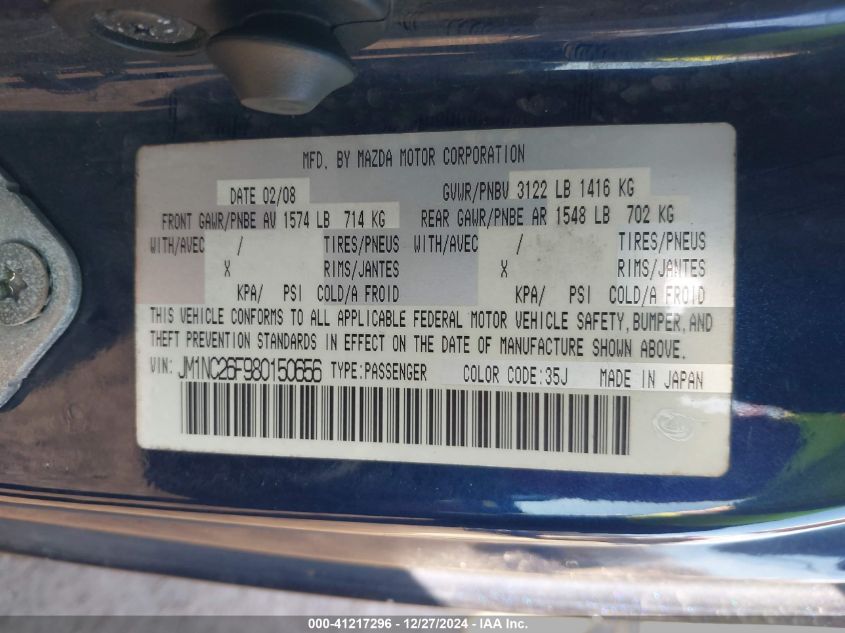 MFD. BY MAZDA MOTOR CORPORATION
DATE 02/08 GVWR/PNBV 3122 LB 1416 KG
FRONT GAWR/PNBE AV 1574 LB 714 KG REAR GAWR/PNBE AR 1548 LB 702 KG
WITH/AVEC / TIRES/PNEUS WITH/AVEC / TIRES/PNEUS
X RIMS/JANTES X RIMS/JANTES
KPA/ PSI COLD/A FROID KPA/ PSI COLD/A FROID
THIS VEHICLE CONFORMS TO ALL APPLICABLE FEDERAL MOTOR VEHICLE SAFETY, BUMPER, AND
THEFT PREVENTION STANDARDS IN EFFECT ON THE DATE OF MANUFACTURE SHOWN ABOVE.
VIN: JM1NC26F980150656 TYPE:PASSENGER COLOR CODE:35J MADE IN JAPAN
000-41217296 - 12/27/2024 - IAA, Inc.